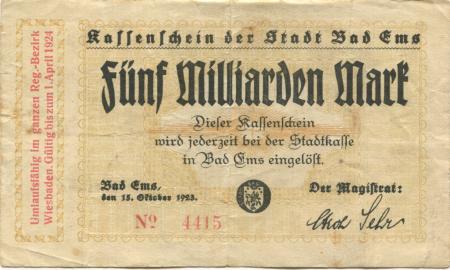 Kassenschein der Stadt Bad Ems
Fünf Milliarden Mark
Dieser Kassenschein
wird jederzeit bei der Stadtkasse
in Bad Ems eingelöst.
Bad Ems,
den 15. Oktober 1923.
Der Magistrat:
№ 4415
Umlaufsfähig im ganzen Reg.-Bezirk
Wiesbaden. Gültig bis zum 1. April 1924